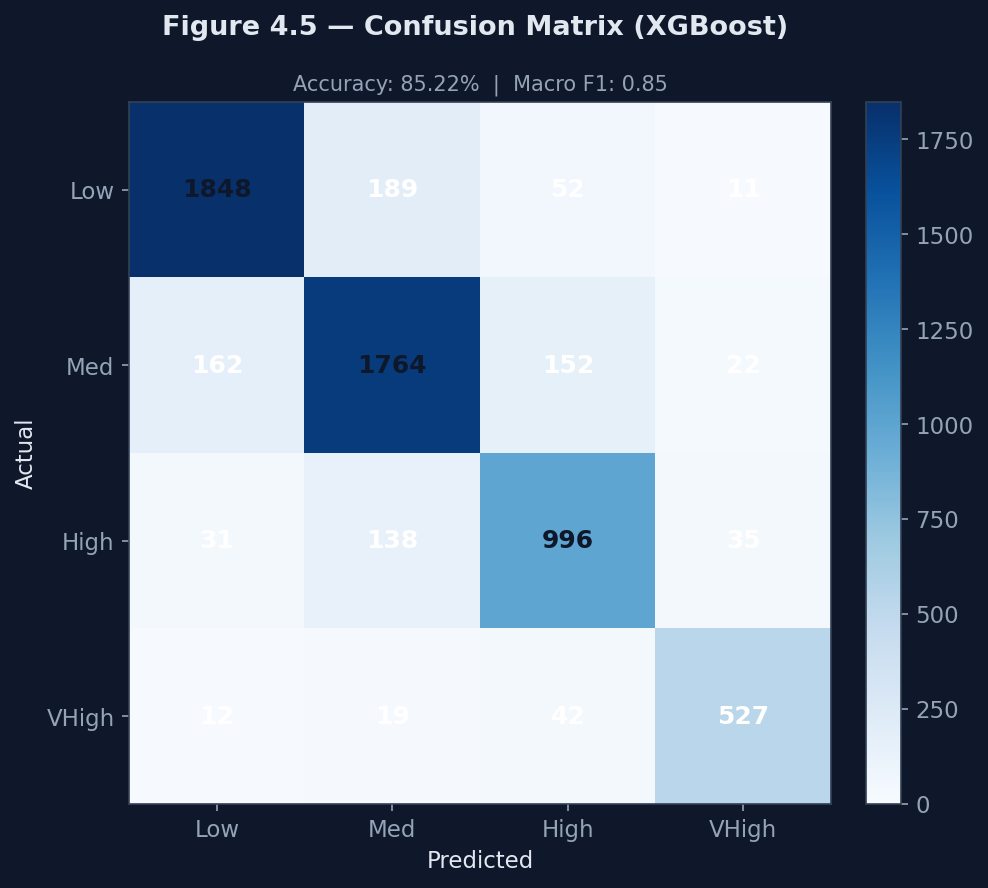 Figure 4.5 — Confusion Matrix (XGBoost)
Accuracy: 85.22% | Macro F1: 0.85
Low 1848 189 52 11
Med 162 1764 152 22
High 31 138 996 35
VHigh 12 19 42 527
Low Med High VHigh
Predicted
Actual
1750
1500
1250
1000
750
500
250
0